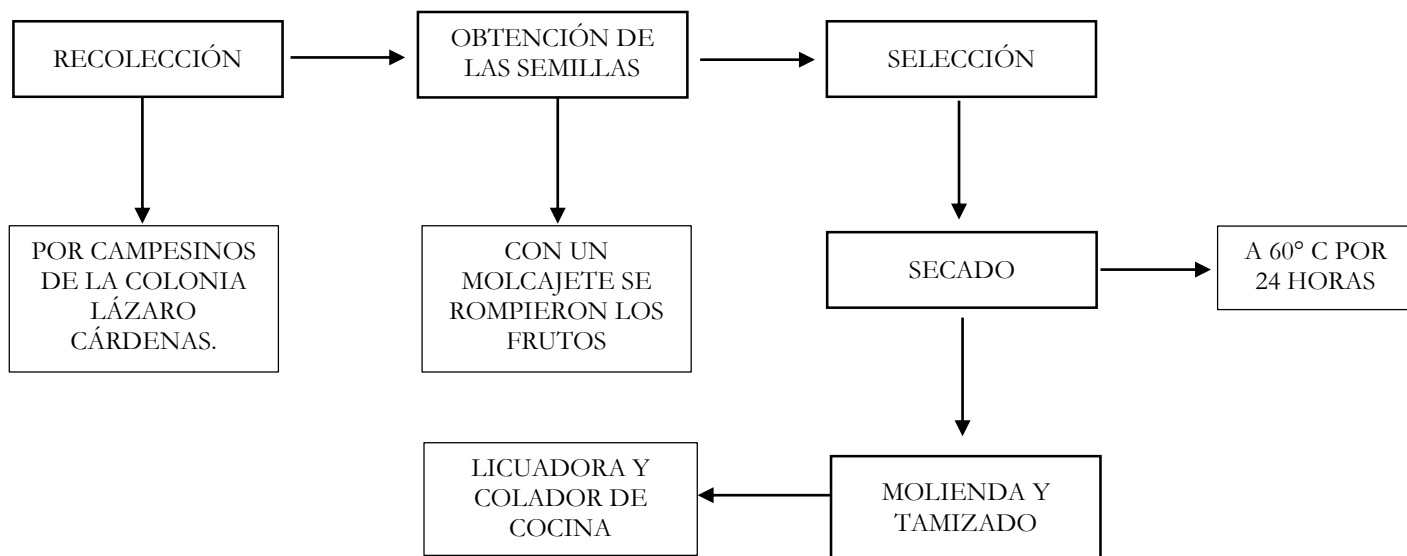 RECOLECCIÓN
OBTENCIÓN DE
LAS SEMILLAS
SELECCIÓN
POR CAMPESINOS
DE LA COLONIA
LÁZARO
CÁRDENAS.
CON UN
MOLCAJETE SE
ROMPIERON LOS
FRUTOS
SECADO
A 60° C POR
24 HORAS
LICUADORA Y
COLADOR DE
COCINA
MOLIENDA Y
TAMIZADO